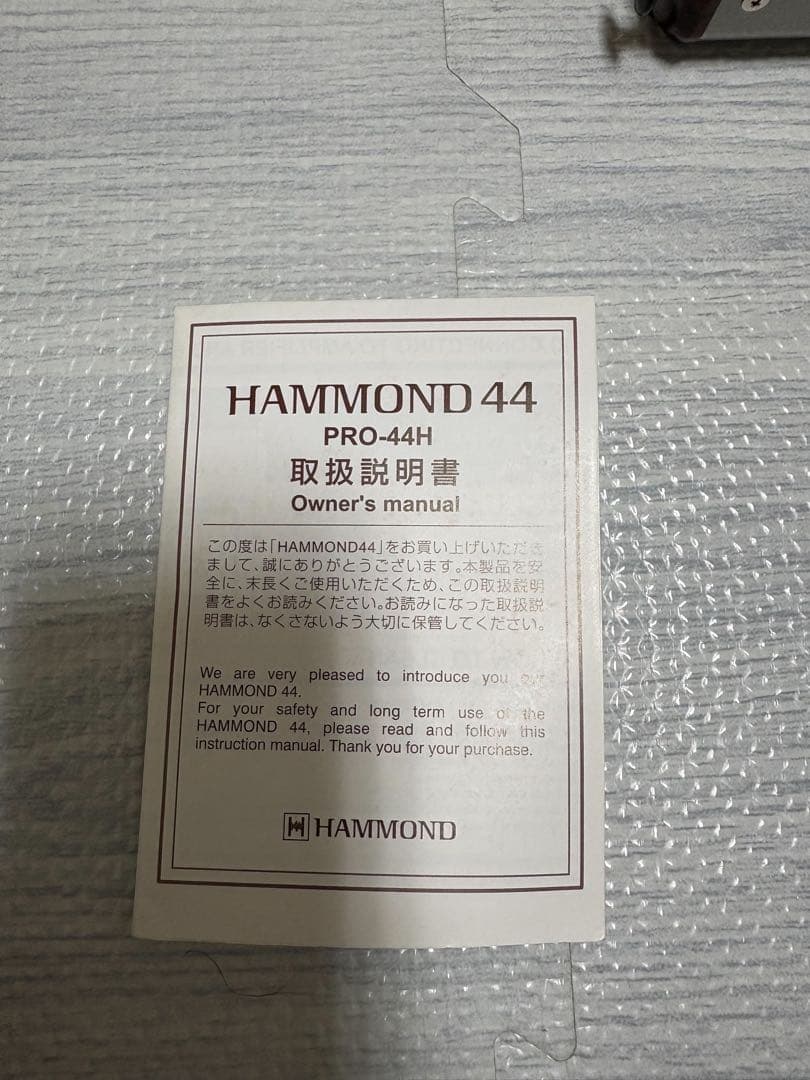 HAMMOND 44
PRO-44H
取扱説明書
Owner's manual
この度は「HAMMOND44」をお買い上げいただき
まして、誠にありがとうございます。本製品を安
全に、末長くご使用いただくため、この取扱説明
書をよくお読みください。お読みになった取扱説
明書は、なくさないよう大切に保管してください。
We are very pleased to introduce you our
HAMMOND 44.
For your safety and long term use of the
HAMMOND 44, please read and follow this
instruction manual. Thank you for your purchase.
HAMMOND